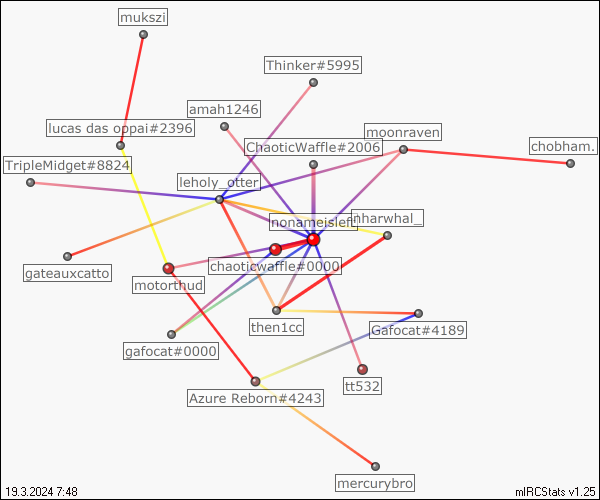 mukszi
Thinker#5995
amah1246
lucas das oppai#2396
moonraven
ChaoticWaffle#2006
chobham.
TripleMidget#8824
leholy_otter
nharwhal_
chaoticwaffle#0000
gateauxcatto
motorthud
then1cc
Gafocat#4189
gafocat#0000
tt532
Azure Reborn#4243
mercurybro
19.3.2024 7:48
mIRCStats v1.25